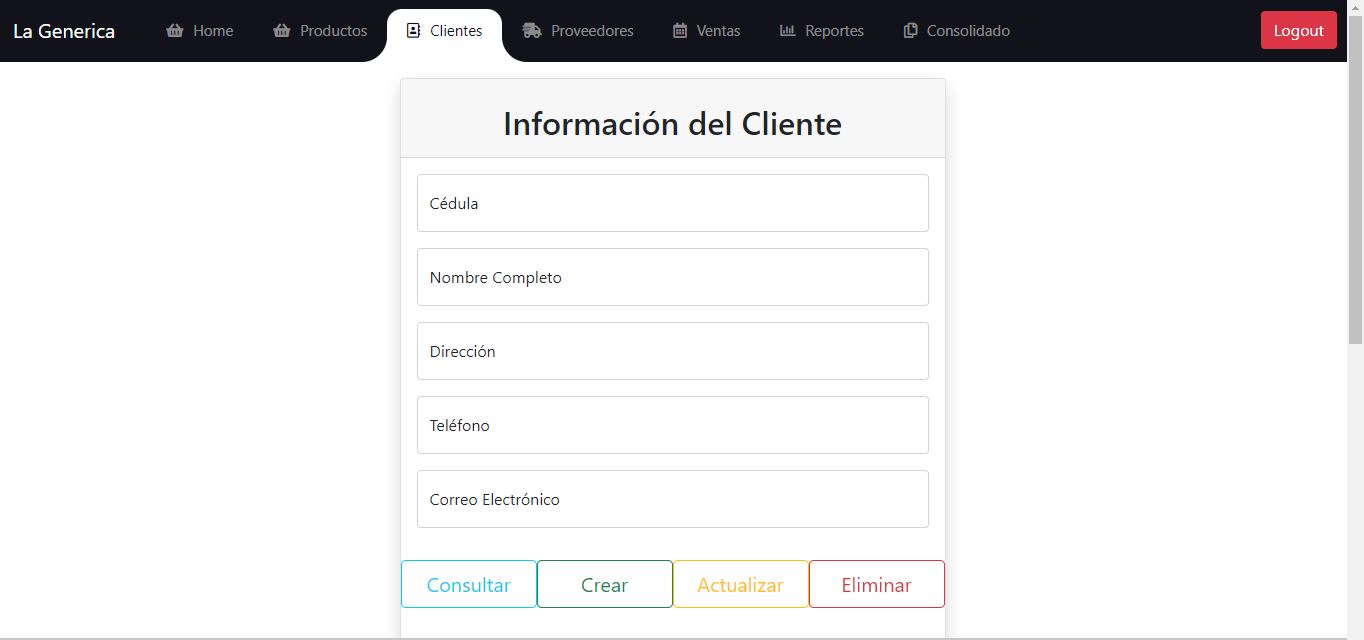 La Generica Home Productos Clientes Proveedores Ventas Reportes Consolidado Logout
Información del Cliente
Cédula
Nombre Completo
Dirección
Teléfono
Correo Electrónico
Consultar Crear Actualizar Eliminar